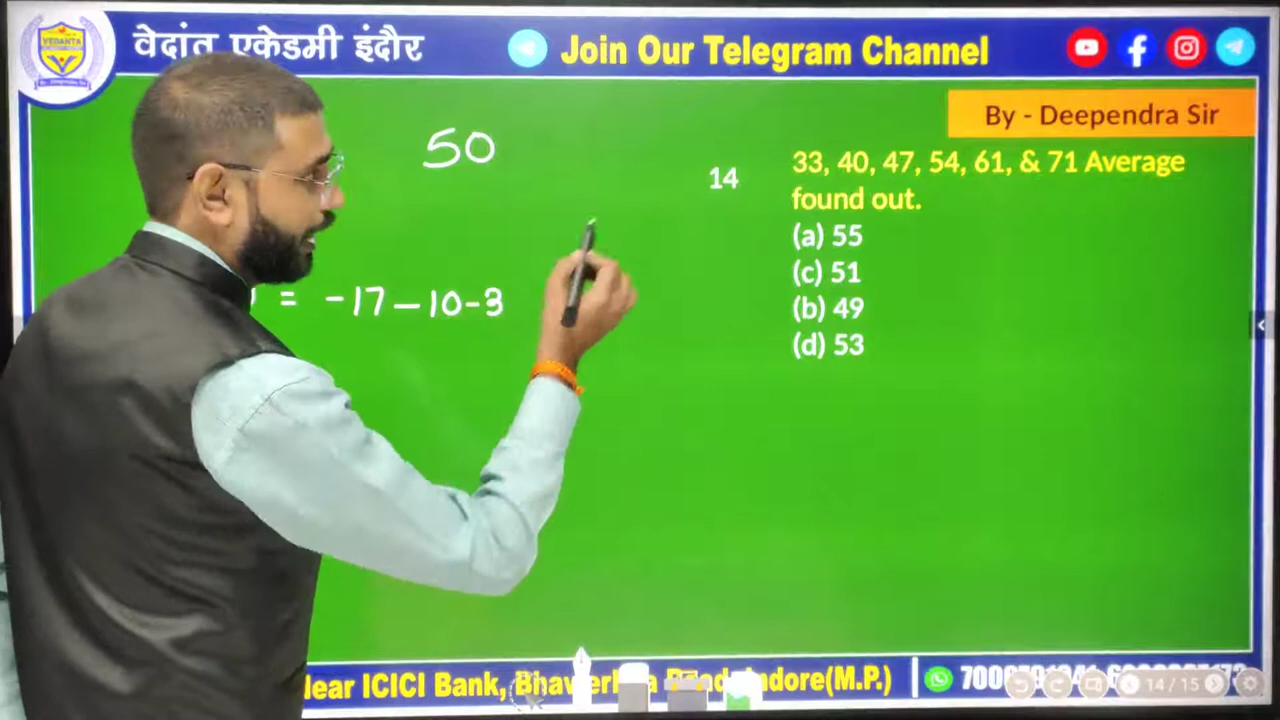 VEDANTA
वेदांत एकेडमी इंदौर
Join Our Telegram Channel
By - Deependra Sir
50
14
33, 40, 47, 54, 61, & 71 Average
found out.
(a) 55
(c) 51
(b) 49
(d) 53
= -17-10-3
ICICI Bank,
(M.P.)
14 / 15